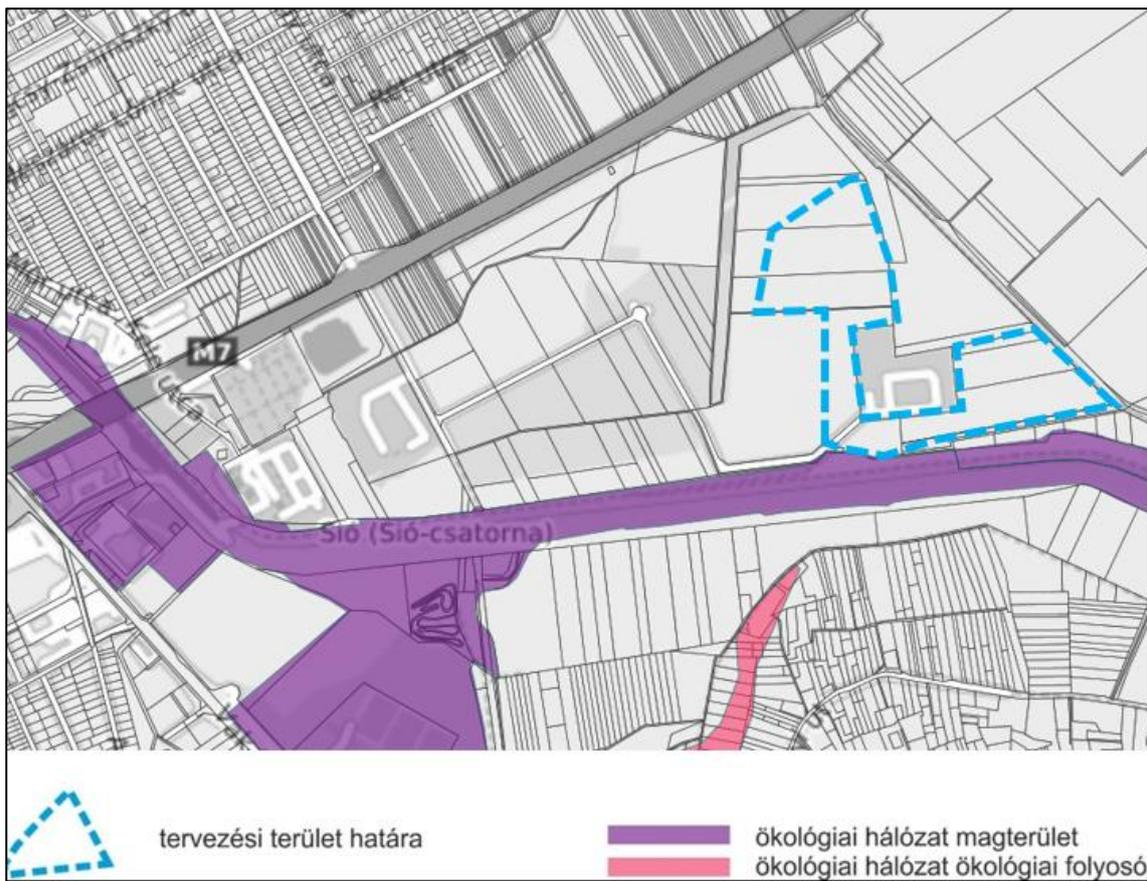 M7
Sió (Sió-csatorna)
tervezési terület határa
ökológiai hálózat magterület
ökológiai hálózat ökológiai folyosó